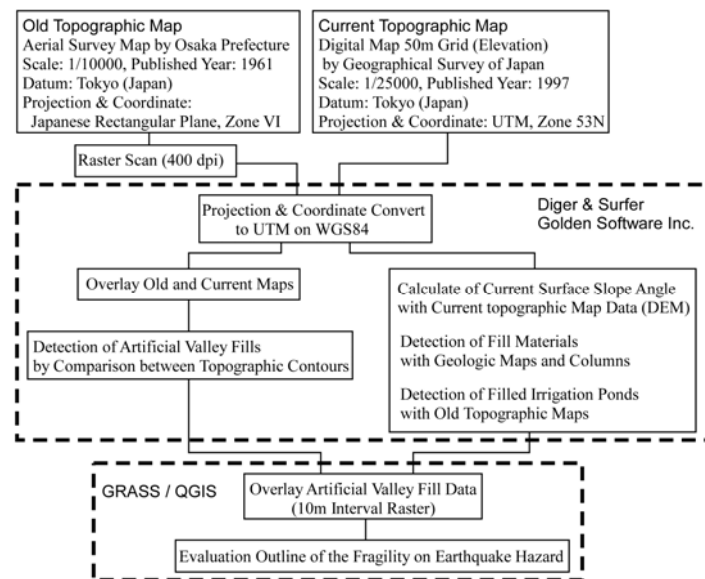 Old Topographic Map
Aerial Survey Map by Osaka Prefecture
Scale: 1/10000, Published Year: 1961
Datum: Tokyo (Japan)
Projection & Coordinate:
Japanese Rectangular Plane, Zone VI
Current Topographic Map
Digital Map 50m Grid (Elevation)
by Geographical Survey of Japan
Scale: 1/25000, Published Year: 1997
Datum: Tokyo (Japan)
Projection & Coordinate: UTM, Zone 53N
Raster Scan (400 dpi)
Projection & Coordinate Convert
to UTM on WGS84
Diger & Surfer
Golden Software Inc.
Overlay Old and Current Maps
Detection of Artificial Valley Fills
by Comparison between Topographic Contours
Calculate of Current Surface Slope Angle
with Current topographic Map Data (DEM)
Detection of Fill Materials
with Geologic Maps and Columns
Detection of Filled Irrigation Ponds
with Old Topographic Maps
GRASS / QGIS
Overlay Artificial Valley Fill Data
(10m Interval Raster)
Evaluation Outline of the Fragility on Earthquake Hazard